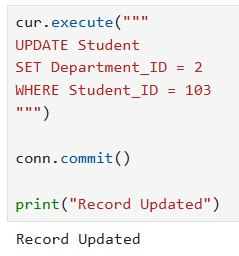 cur.execute("""
UPDATE Student
SET Department_ID = 2
WHERE Student_ID = 103
""")
conn.commit()
print("Record Updated")
Record Updated